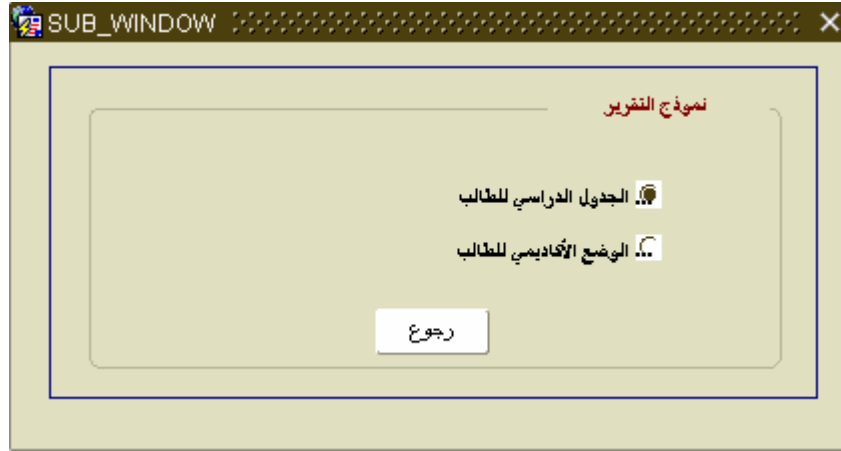 SUB_WINDOW
نموذج التقرير
الجدول الدراسي للطالب
الوضع الأكاديمي للطالب
رجوع